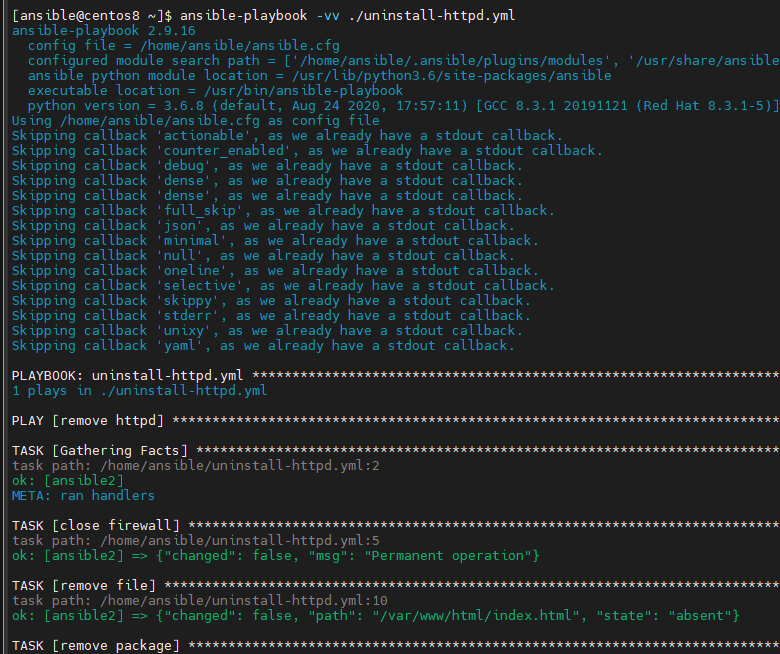 [ansible@centos8 ~]$ ansible-playbook -vv ./uninstall-httpd.yml
ansible-playbook 2.9.16
  config file = /home/ansible/ansible.cfg
  configured module search path = ['/home/ansible/.ansible/plugins/modules', '/usr/share/ansible
  ansible python module location = /usr/lib/python3.6/site-packages/ansible
  executable location = /usr/bin/ansible-playbook
  python version = 3.6.8 (default, Aug 24 2020, 17:57:11) [GCC 8.3.1 20191121 (Red Hat 8.3.1-5)]
Using /home/ansible/ansible.cfg as config file
Skipping callback 'actionable', as we already have a stdout callback.
Skipping callback 'counter_enabled', as we already have a stdout callback.
Skipping callback 'debug', as we already have a stdout callback.
Skipping callback 'dense', as we already have a stdout callback.
Skipping callback 'dense', as we already have a stdout callback.
Skipping callback 'full_skip', as we already have a stdout callback.
Skipping callback 'json', as we already have a stdout callback.
Skipping callback 'minimal', as we already have a stdout callback.
Skipping callback 'null', as we already have a stdout callback.
Skipping callback 'oneline', as we already have a stdout callback.
Skipping callback 'selective', as we already have a stdout callback.
Skipping callback 'skippy', as we already have a stdout callback.
Skipping callback 'stderr', as we already have a stdout callback.
Skipping callback 'unixy', as we already have a stdout callback.
Skipping callback 'yaml', as we already have a stdout callback.

PLAYBOOK: uninstall-httpd.yml ******************************************************************
1 plays in ./uninstall-httpd.yml

PLAY [remove httpd] ****************************************************************************

TASK [Gathering Facts] *************************************************************************
task path: /home/ansible/uninstall-httpd.yml:2
ok: [ansible2]
META: ran handlers

TASK [close firewall] **************************************************************************
task path: /home/ansible/uninstall-httpd.yml:5
ok: [ansible2] => {"changed": false, "msg": "Permanent operation"}

TASK [remove file] *****************************************************************************
task path: /home/ansible/uninstall-httpd.yml:10
ok: [ansible2] => {"changed": false, "path": "/var/www/html/index.html", "state": "absent"}

TASK [remove package] **************************************************************************